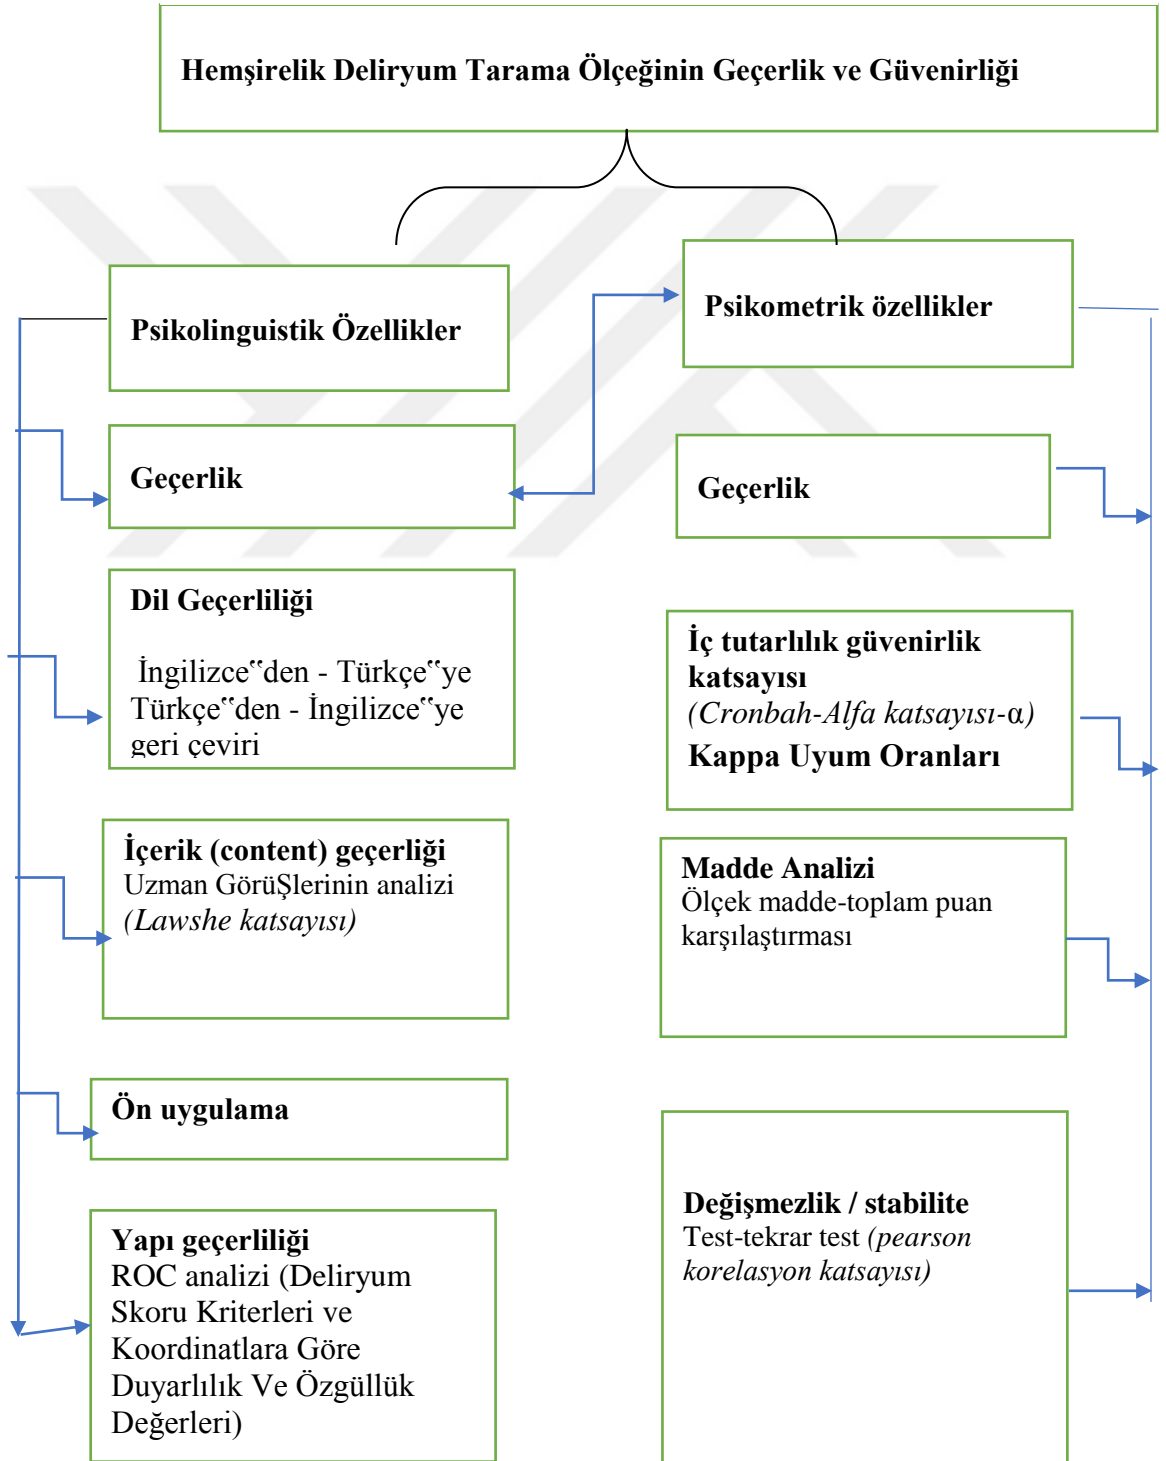 Hemşirelik Deliryum Tarama Ölçeğinin Geçerlik ve Güvenirliği
Psikolinguistik Özellikler
Psikometrik özellikler
Geçerlik
Geçerlik
Dil Geçerliliği
İngilizce‟den - Türkçe‟ye
Türkçe‟den - İngilizce‟ye
geri çeviri
İç tutarlılık güvenirlik
katsayısı
(Cronbah-Alfa katsayısı-α)
Kappa Uyum Oranları
İçerik (content) geçerliği
Uzman GörüŞlerinin analizi
(Lawshe katsayısı)
Madde Analizi
Ölçek madde-toplam puan
karşılaştırması
Ön uygulama
Değişmezlik / stabilite
Test-tekrar test (pearson
korelasyon katsayısı)
Yapı geçerliliği
ROC analizi (Deliryum
Skoru Kriterleri ve
Koordinatlara Göre
Duyarlılık Ve Özgüllük
Değerleri)